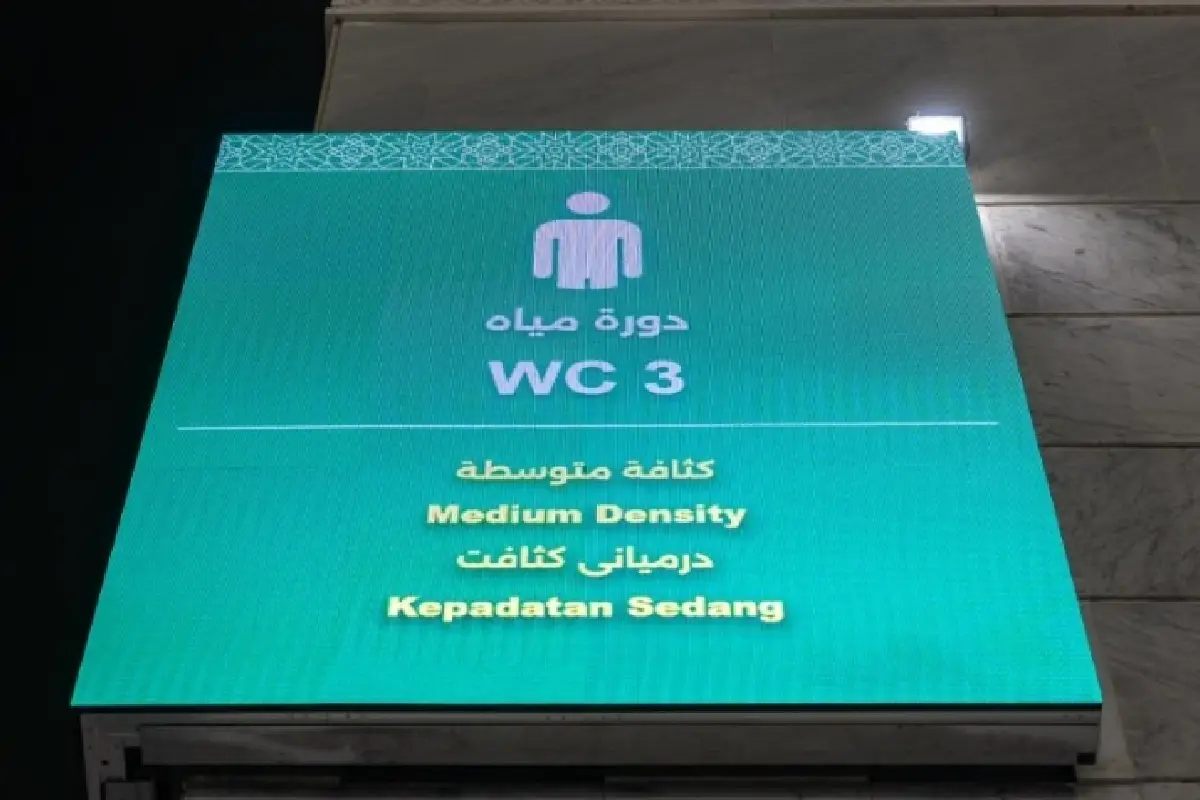 دورة مياه
WC 3
كثافة متوسطة
Medium Density
درمیانی کثافت
Kepadatan Sedang